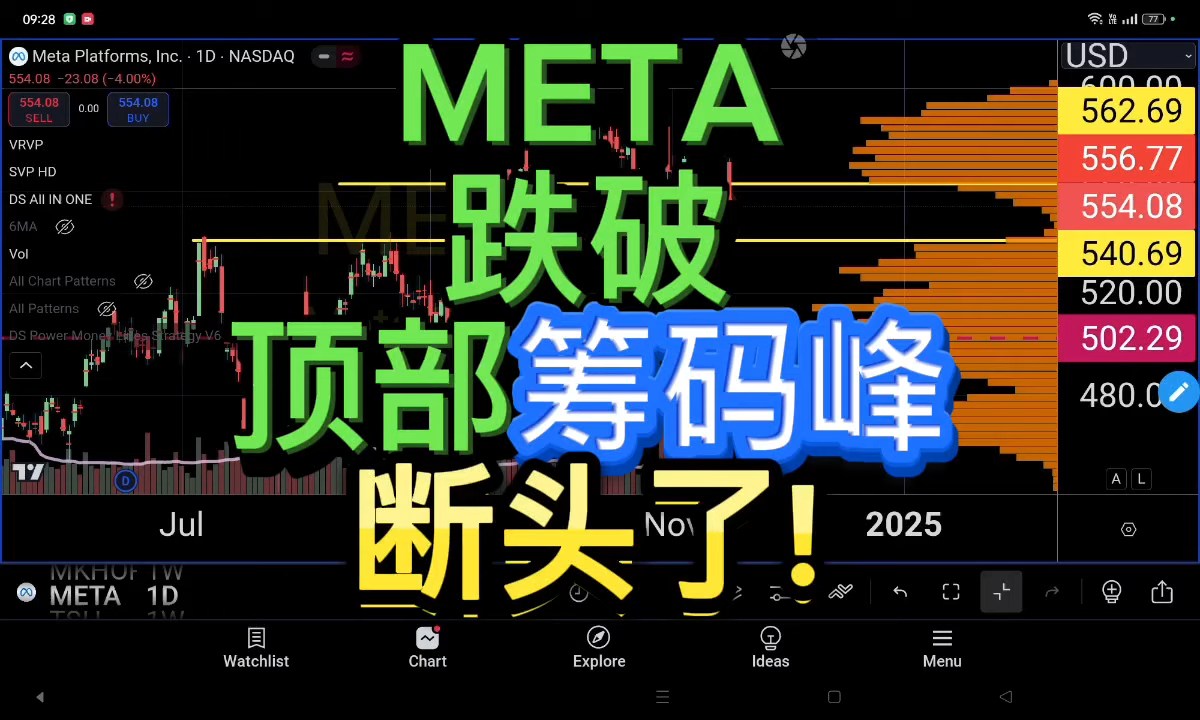 09:28
77
Meta Platforms, Inc. · 1D · NASDAQ
USD
554.08 −23.08 (−4.00%)
600.00
554.08
SELL
0.00
554.08
BUY
562.69
VRVP
556.77
SVP HD
DS All IN ONE
554.08
6MA
Vol
540.69
All Chart Patterns
520.00
All Patterns
DS Power Money Lines Strategy V6
502.29
META
跌破
顶部筹码峰
断头了!
A L
D
Jul
Nov
2025
META 1D
Watchlist
Chart
Explore
Ideas
Menu